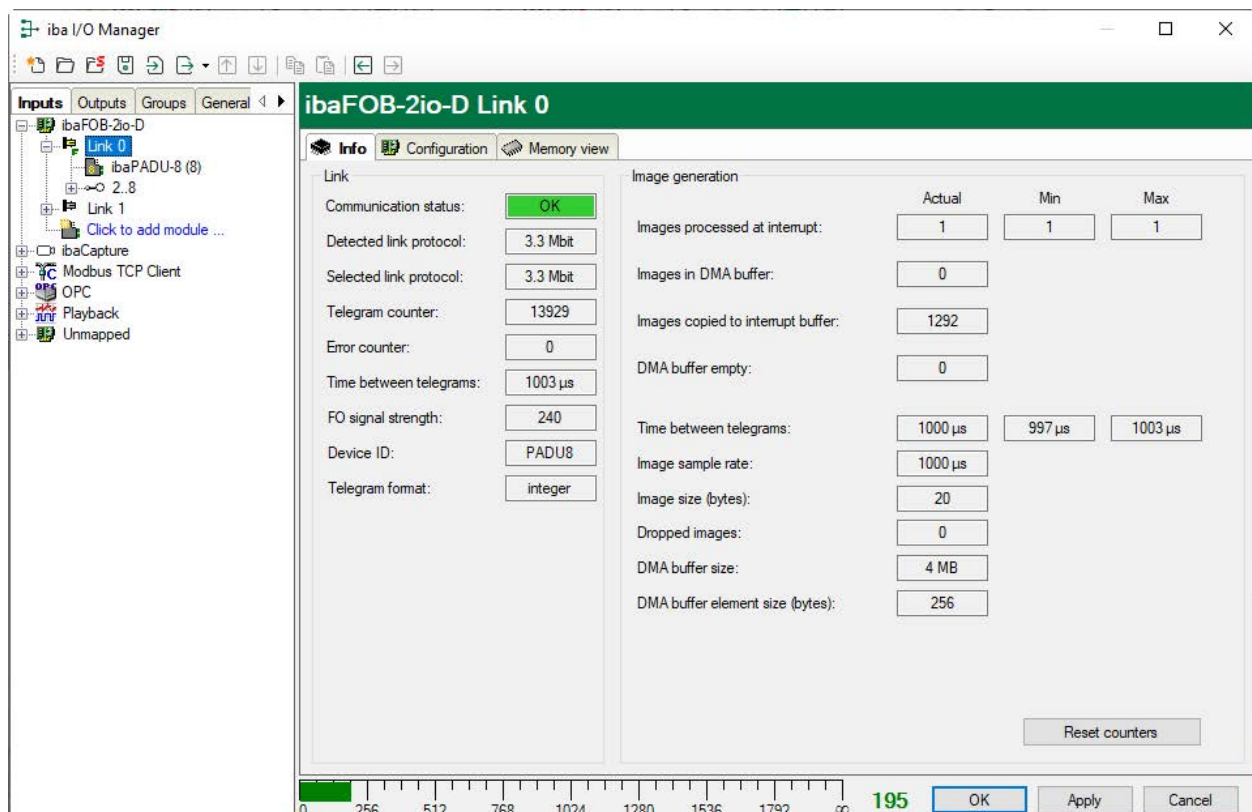 iba I/O Manager
Inputs Outputs Groups General
ibaFOB-2io-D
Link 0
ibaPADU-8 (8)
2..8
Link 1
Click to add module ...
ibaCapture
Modbus TCP Client
OPC
Playback
Unmapped
ibaFOB-2io-D Link 0
Info Configuration Memory view
Link
Communication status: OK
Detected link protocol: 3.3 Mbit
Selected link protocol: 3.3 Mbit
Telegram counter: 13929
Error counter: 0
Time between telegrams: 1003 µs
FO signal strength: 240
Device ID: PADU8
Telegram format: integer
Image generation
Actual Min Max
Images processed at interrupt: 1 1 1
Images in DMA buffer: 0
Images copied to interrupt buffer: 1292
DMA buffer empty: 0
Time between telegrams: 1000 µs 997 µs 1003 µs
Image sample rate: 1000 µs
Image size (bytes): 20
Dropped images: 0
DMA buffer size: 4 MB
DMA buffer element size (bytes): 256
Reset counters
0 256 512 768 1024 1280 1536 1792 ∞
195 OK Apply Cancel